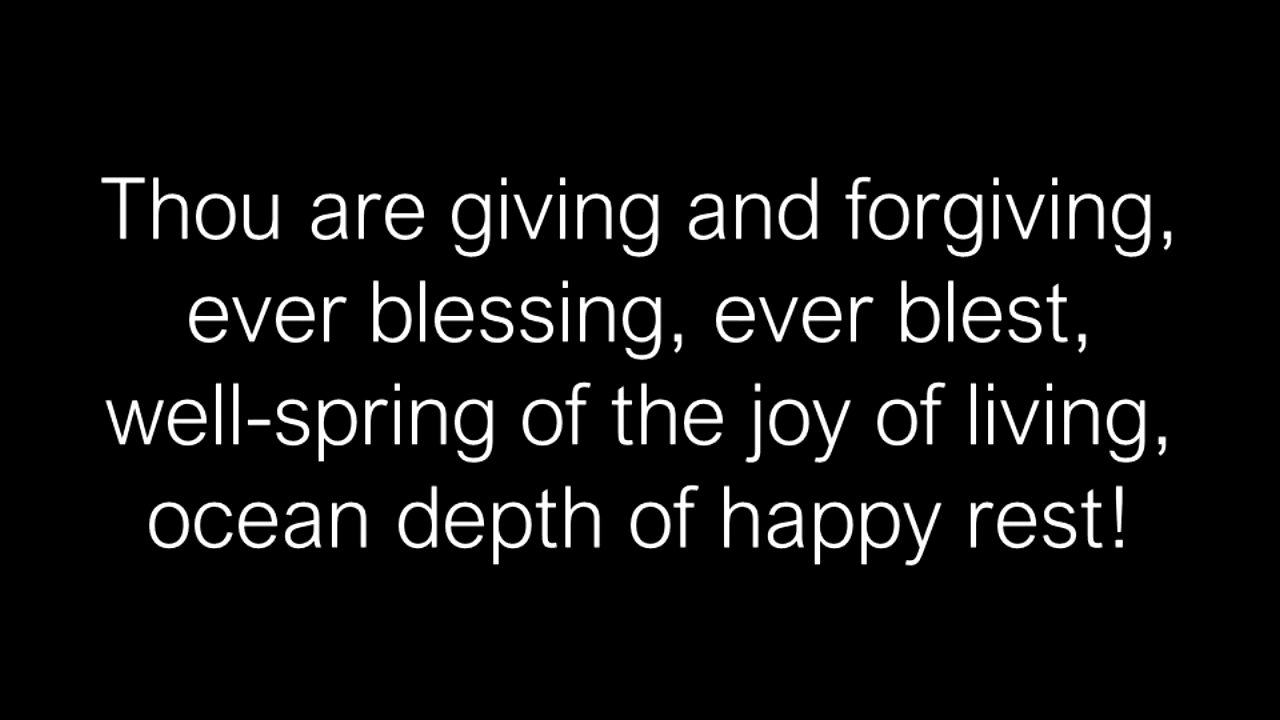 Thou are giving and forgiving,
ever blessing, ever blest,
well-spring of the joy of living,
ocean depth of happy rest!